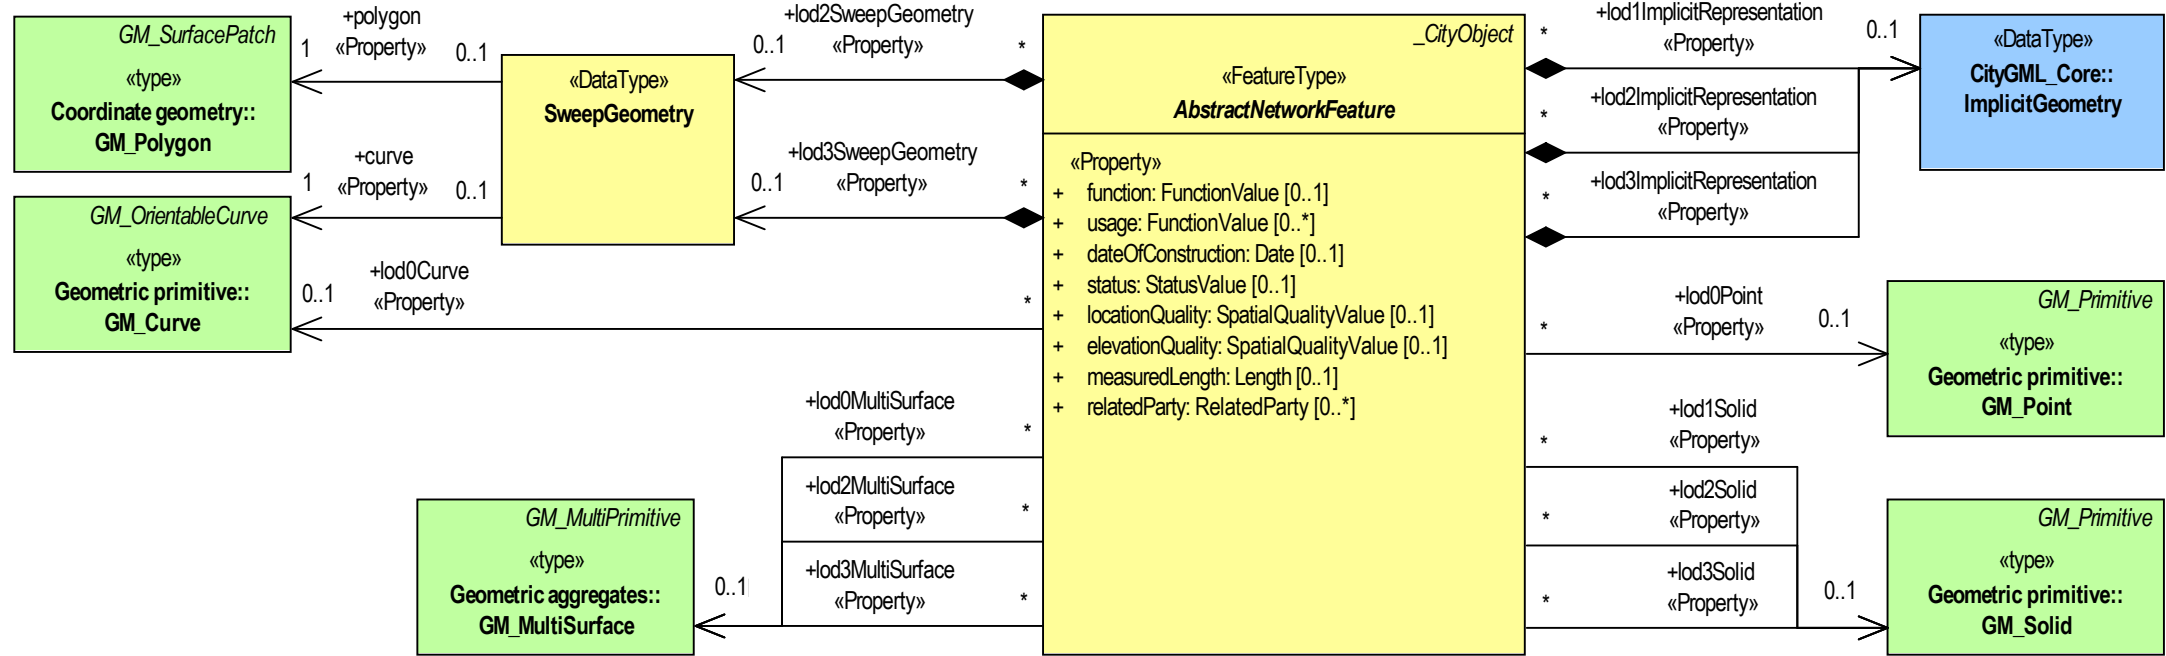 GM_SurfacePatch
«type»
Coordinate geometry::
GM_Polygon
1
+polygon
«Property»
0..1
+curve
«Property»
1
0..1
GM_OrientableCurve
«type»
Geometric primitive::
GM_Curve
0..1
+lod0Curve
«Property»
*
«DataType»
SweepGeometry
+lod2SweepGeometry
«Property»
0..1
*
+lod3SweepGeometry
«Property»
0..1
*
+lod0MultiSurface
«Property»
*
+lod2MultiSurface
«Property»
*
+lod3MultiSurface
«Property»
*
0..1
GM_MultiPrimitive
«type»
Geometric aggregates::
GM_MultiSurface
_CityObject
«FeatureType»
AbstractNetworkFeature
«Property»
+ function: FunctionValue [0..1]
+ usage: FunctionValue [0..*]
+ dateOfConstruction: Date [0..1]
+ status: StatusValue [0..1]
+ locationQuality: SpatialQualityValue [0..1]
+ elevationQuality: SpatialQualityValue [0..1]
+ measuredLength: Length [0..1]
+ relatedParty: RelatedParty [0..*]
+lod1ImplicitRepresentation
«Property»
*
0..1
+lod2ImplicitRepresentation
«Property»
*
+lod3ImplicitRepresentation
«Property»
*
«DataType»
CityGML_Core::
ImplicitGeometry
+lod0Point
«Property»
*
0..1
GM_Primitive
«type»
Geometric primitive::
GM_Point
+lod1Solid
«Property»
*
+lod2Solid
«Property»
*
+lod3Solid
«Property»
*
0..1
GM_Primitive
«type»
Geometric primitive::
GM_Solid